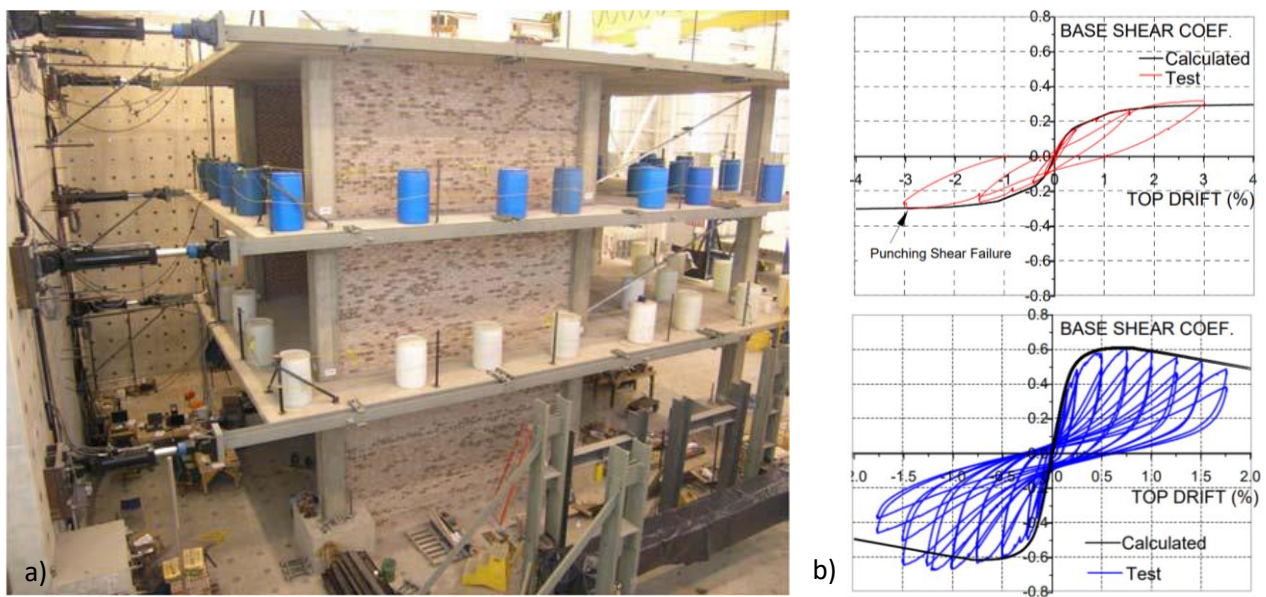 a)
b)
0.8
BASE SHEAR COEF.
0.6
Calculated
Test
0.4
0.2
0.0
-4 -3 -2 -1 0 1 2 3 4
-0.2
TOP DRIFT (%)
-0.4
Punching Shear Failure
-0.6
-0.8
0.8
BASE SHEAR COEF.
0.6
0.4
0.2
0.0
2.0 -1.5 -1.0 -0.5 0 0.5 1.0 1.5 2.0
TOP DRIFT (%)
-0.4
Calculated
-0.6
Test
-0.8